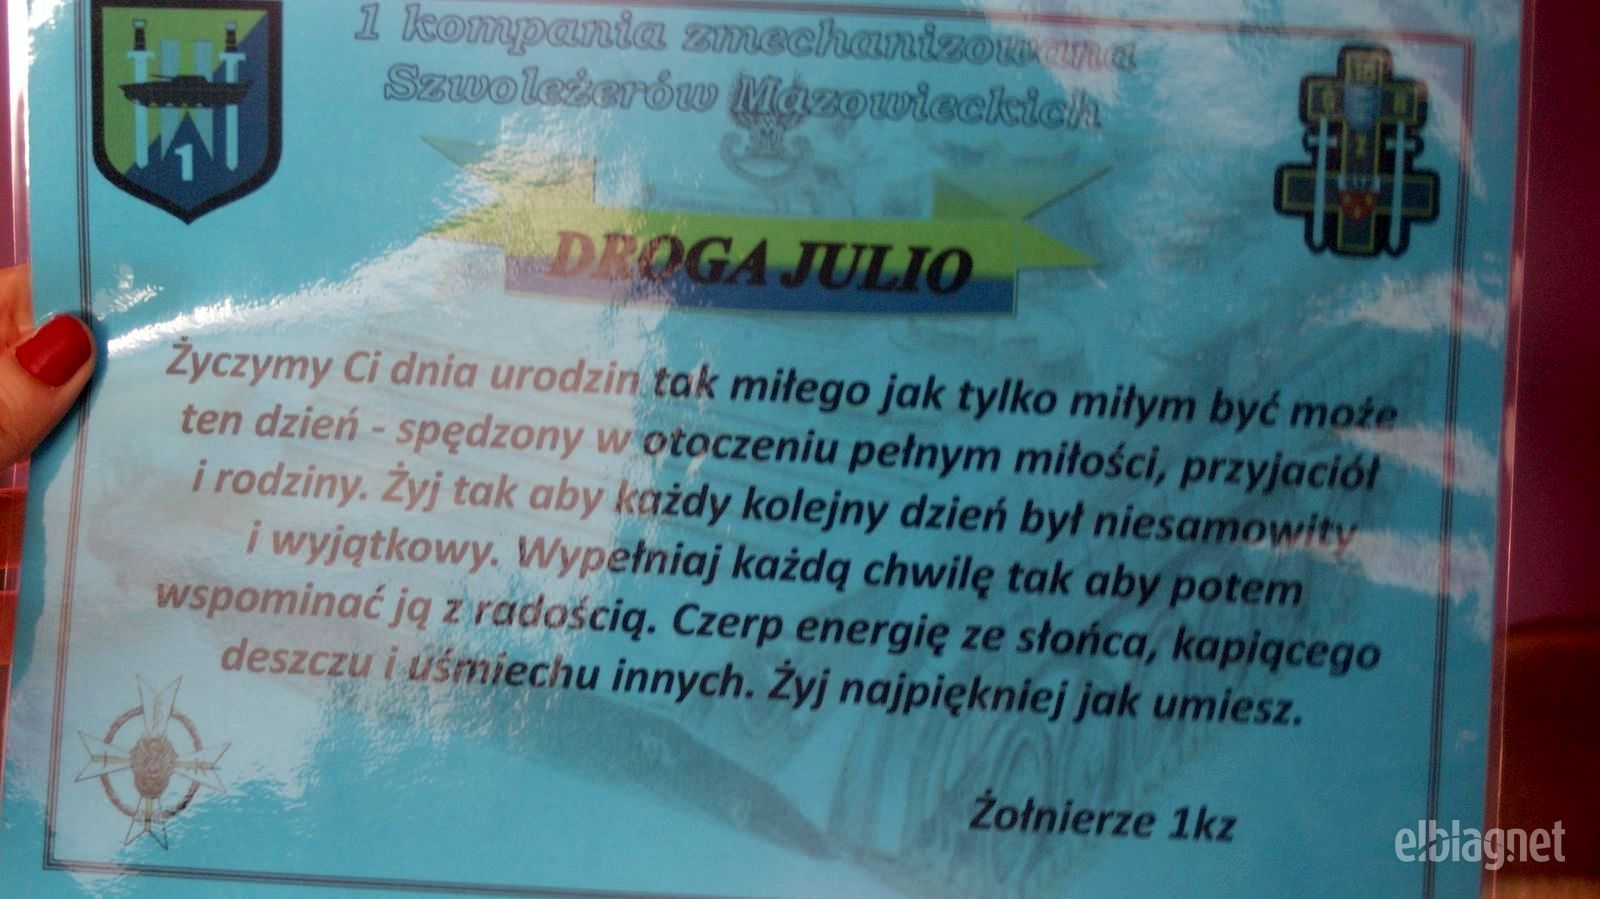 1 kompania zmechanizowana
Szwoleżerów Mazowieckich
1
DROGA JULIO
Życzymy Ci dnia urodzin tak miłego jak tylko miłym być może
ten dzień - spędzony w otoczeniu pełnym miłości, przyjaciół
i rodziny. Żyj tak aby każdy kolejny dzień był niesamowity
i wyjątkowy. Wypełniaj każdą chwilę tak aby potem
wspominać ją z radością. Czerp energię ze słońca, kapiącego
deszczu i uśmiechu innych. Żyj najpiękniej jak umiesz.
Żołnierze 1kz
elblag.net